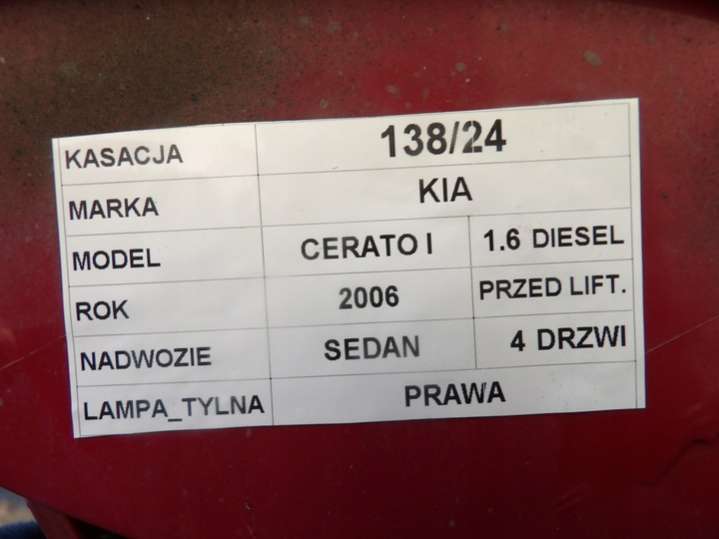 KASACJA 138/24
MARKA KIA
MODEL CERATO I 1.6 DIESEL
ROK 2006 PRZED LIFT.
NADWOZIE SEDAN 4 DRZWI
LAMPA_TYLNA PRAWA